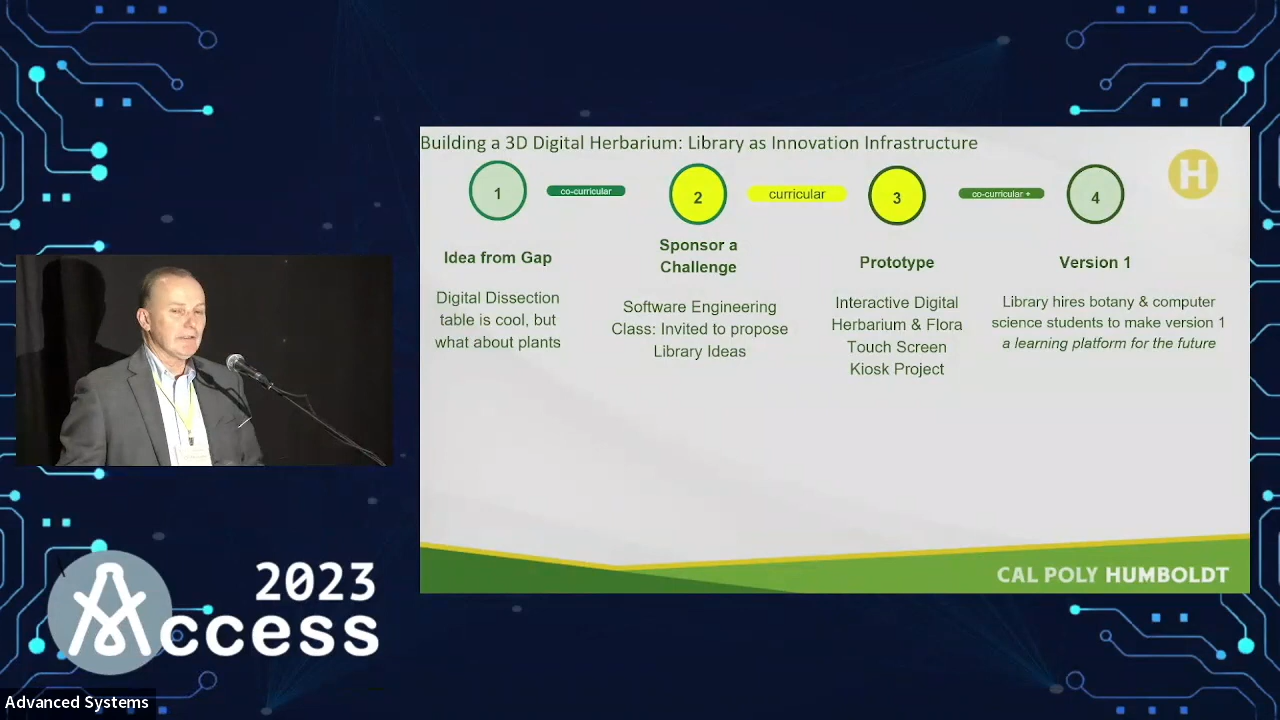 Building a 3D Digital Herbarium: Library as Innovation Infrastructure
H
1
co-curricular
2
curricular
3
co-curricular +
4
Idea from Gap
Digital Dissection
table is cool, but
what about plants
Sponsor a
Challenge
Software Engineering
Class: Invited to propose
Library Ideas
Prototype
Interactive Digital
Herbarium & Flora
Touch Screen
Kiosk Project
Version 1
Library hires botany & computer
science students to make version 1
a learning platform for the future
CAL POLY HUMBOLDT
2023
Access
Advanced Systems